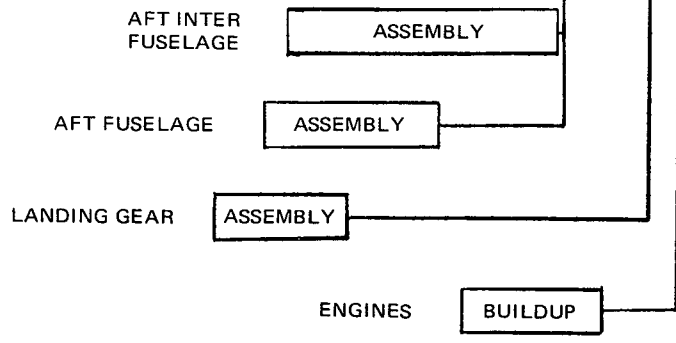 AFT INTER
FUSELAGE
ASSEMBLY
AFT FUSELAGE
ASSEMBLY
LANDING GEAR
ASSEMBLY
ENGINES
BUILDUP